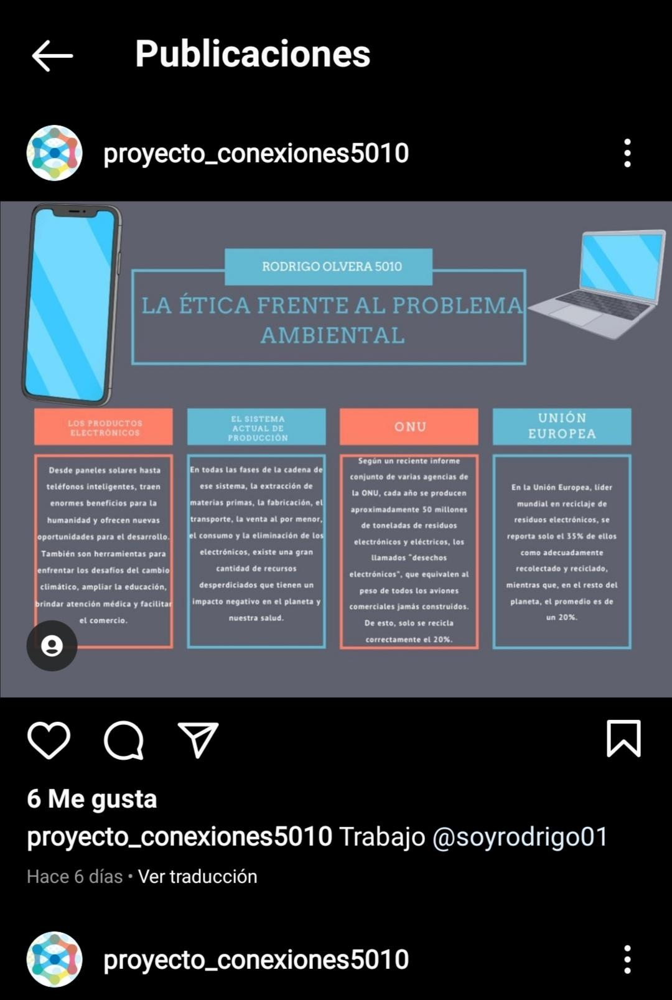 Publicaciones
proyecto_conexiones5010
RODRIGO OLVERA 5010
LA ÉTICA FRENTE AL PROBLEMA
AMBIENTAL
LOS PRODUCTOS
ELECTRÓNICOS
Desde paneles solares hasta
teléfonos inteligentes, traen
enormes beneficios para la
humanidad y ofrecen nuevas
oportunidades para el desarrollo.
También son herramientas para
enfrentar los desafíos del cambio
climático, ampliar la educación,
brindar atención médica y facilitar
el comercio.
EL SISTEMA
ACTUAL DE
PRODUCCIÓN
En todas las fases de la cadena de
ese sistema, la extracción de
materias primas, la fabricación, el
transporte, la venta al por menor,
el consumo y la eliminación de los
electrónicos, existe una gran
cantidad de recursos
desperdiciados que tienen un
impacto negativo en el planeta y
nuestra salud.
ONU
Según un reciente informe
conjunto de varias agencias de
la ONU, cada año se producen
aproximadamente 50 millones
de toneladas de residuos
electrónicos y eléctricos, los
llamados "desechos
electrónicos", que equivalen al
peso de todos los aviones
comerciales jamás construidos.
De esto, solo se recicla
correctamente el 20%.
UNIÓN
EUROPEA
En la Unión Europea, líder
mundial en reciclaje de
residuos electrónicos, se
reporta solo el 35% de ellos
como adecuadamente
recolectado y reciclado,
mientras que, en el resto del
planeta, el promedio es de
un 20%.
6 Me gusta
proyecto_conexiones5010 Trabajo @soyrodrigo01
Hace 6 días • Ver traducción
proyecto_conexiones5010